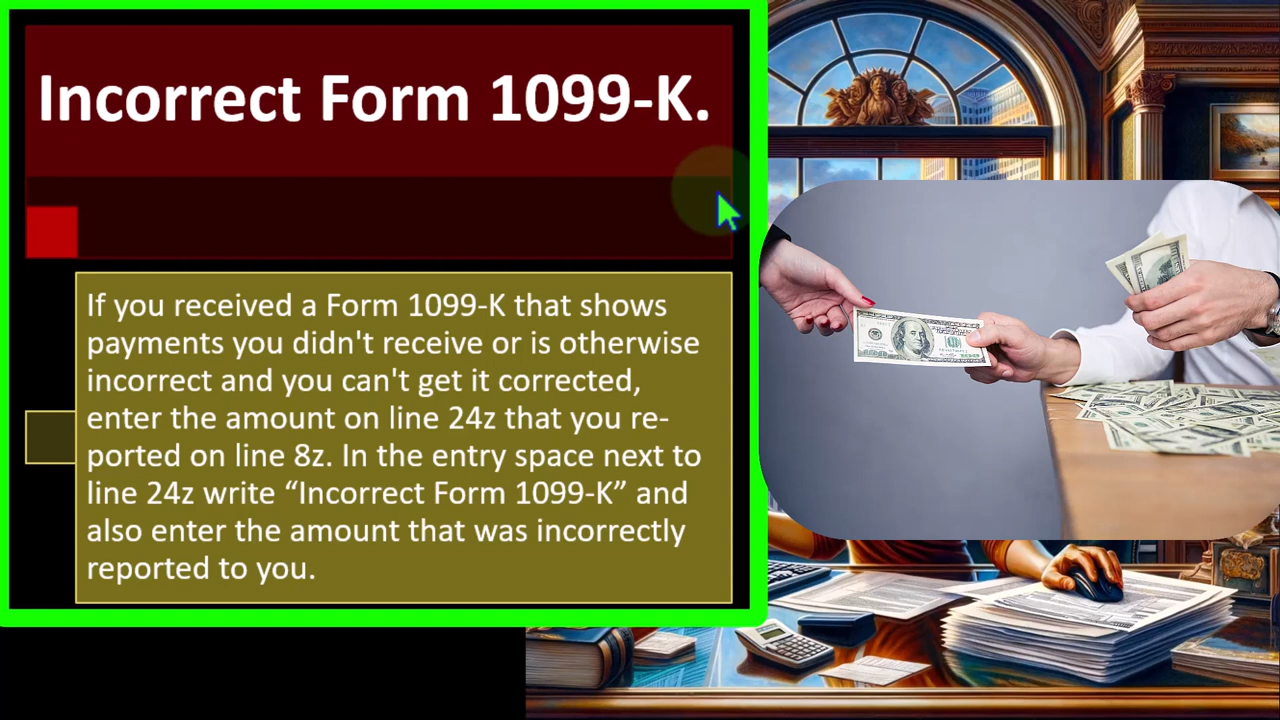 Incorrect Form 1099-K.
If you received a Form 1099-K that shows
payments you didn't receive or is otherwise
incorrect and you can't get it corrected,
enter the amount on line 24z that you re-
ported on line 8z. In the entry space next to
line 24z write “Incorrect Form 1099-K” and
also enter the amount that was incorrectly
reported to you.